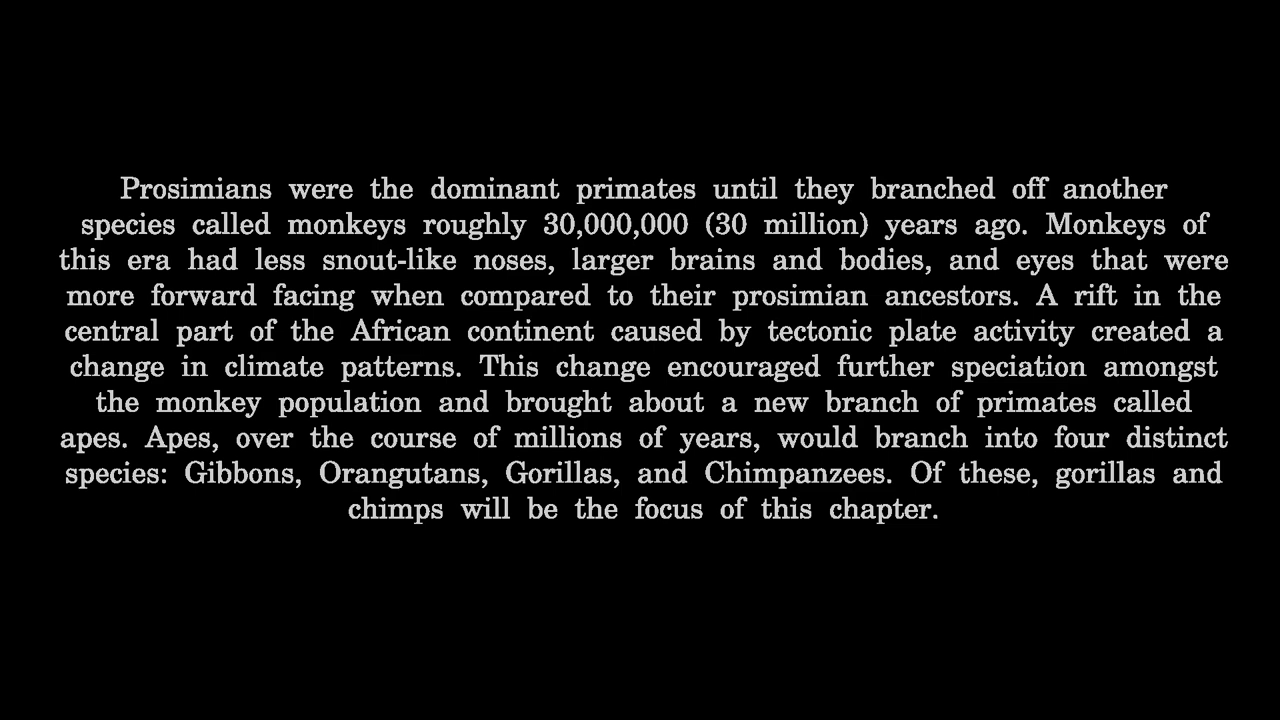 Prosimians were the dominant primates until they branched off another
species called monkeys roughly 30,000,000 (30 million) years ago. Monkeys of
this era had less snout-like noses, larger brains and bodies, and eyes that were
more forward facing when compared to their prosimian ancestors. A rift in the
central part of the African continent caused by tectonic plate activity created a
change in climate patterns. This change encouraged further speciation amongst
the monkey population and brought about a new branch of primates called
apes. Apes, over the course of millions of years, would branch into four distinct
species: Gibbons, Orangutans, Gorillas, and Chimpanzees. Of these, gorillas and
chimps will be the focus of this chapter.